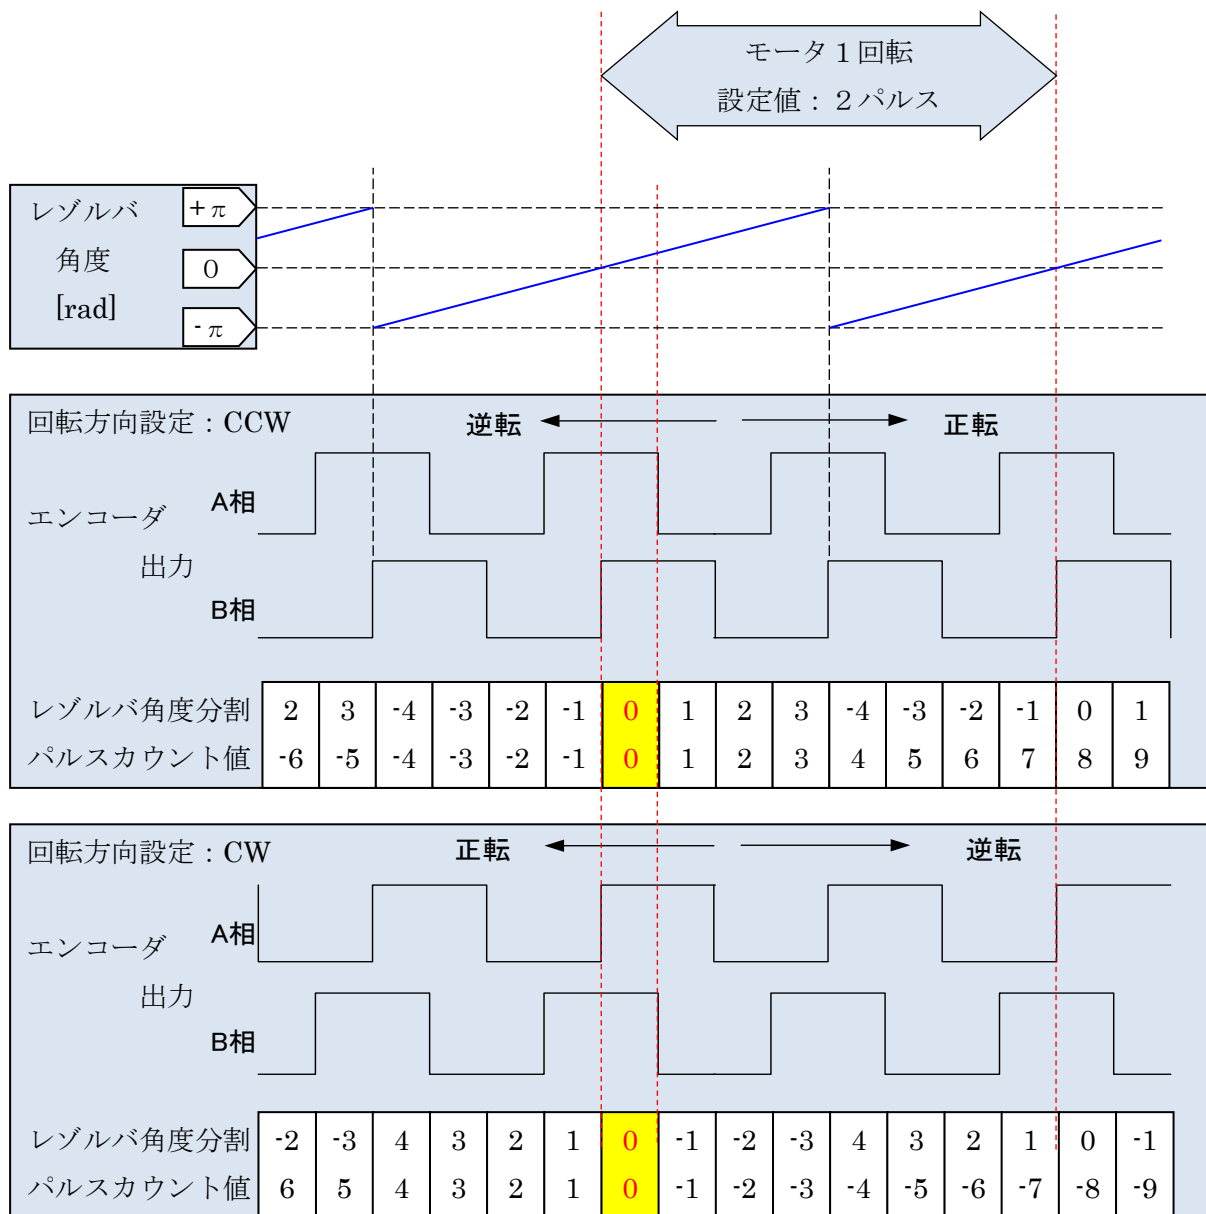 モータ１回転
設定値：２パルス
レゾルバ
角度
[rad]
+π
0
-π
回転方向設定：CCW
逆転
正転
エンコーダ
出力
A相
B相
レゾルバ角度分割 2 3 -4 -3 -2 -1 0 1 2 3 -4 -3 -2 -1 0 1
パルスカウント値 -6 -5 -4 -3 -2 -1 0 1 2 3 4 5 6 7 8 9
回転方向設定：CW
正転
逆転
エンコーダ
出力
A相
B相
レゾルバ角度分割 -2 -3 4 3 2 1 0 -1 -2 -3 4 3 2 1 0 -1
パルスカウント値 6 5 4 3 2 1 0 -1 -2 -3 -4 -5 -6 -7 -8 -9